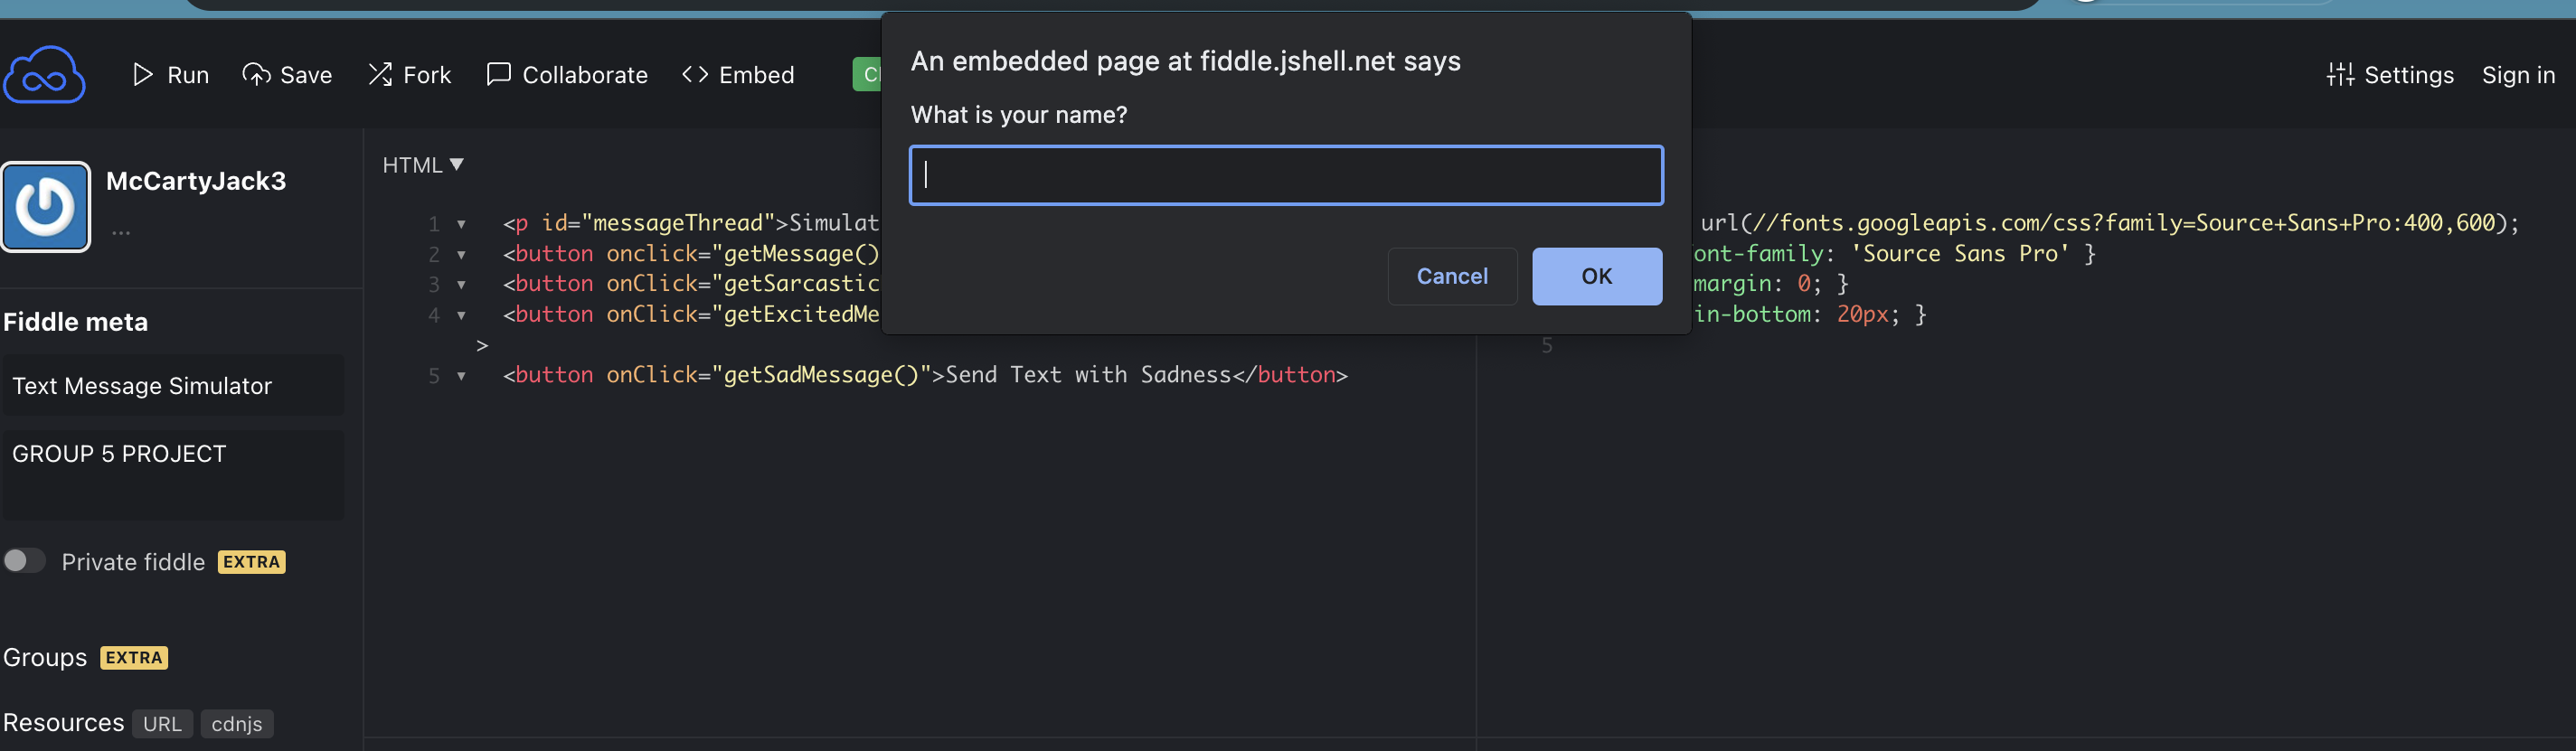 Run Save Fork Collaborate Embed
Settings Sign in
An embedded page at fiddle.jshell.net says
What is your name?
Cancel OK
McCartyJack3
...
Fiddle meta
Text Message Simulator
GROUP 5 PROJECT
Private fiddle EXTRA
Groups EXTRA
Resources URL cdnjs
HTML
1 <p id="messageThread">Simulat
2 <button onclick="getMessage()
3 <button onClick="getSarcastic
4 <button onClick="getExcitedMe
>
5 <button onClick="getSadMessage()">Send Text with Sadness</button>
url(//fonts.googleapis.com/css?family=Source+Sans+Pro:400,600);
ont-family: 'Source Sans Pro' }
margin: 0; }
in-bottom: 20px; }
5